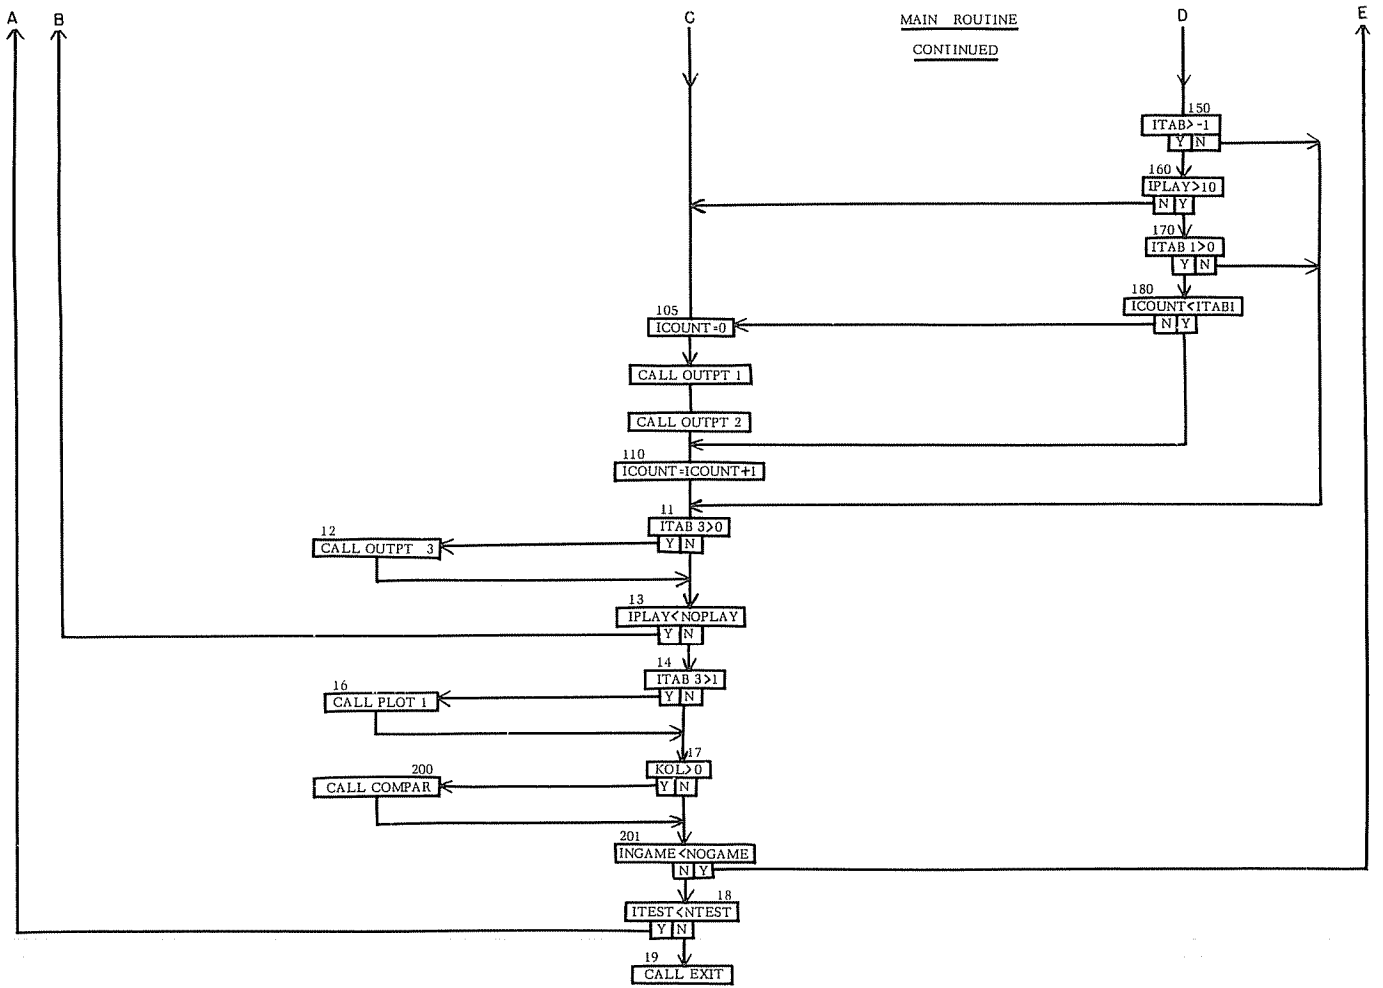 A
B
C
MAIN ROUTINE
CONTINUED
D
E
150
ITAB>-1
Y N
160
IPLAY>10
N Y
170
ITAB 1>0
Y N
180
ICOUNT<ITAB1
N Y
105
ICOUNT=0
CALL OUTPT 1
CALL OUTPT 2
110
ICOUNT=ICOUNT+1
11
ITAB 3>0
Y N
12
CALL OUTPT 3
13
IPLAY<NOPLAY
Y N
14
ITAB 3>1
Y N
16
CALL PLOT 1
17
KOL>0
Y N
200
CALL COMPAR
201
INGAME<NOGAME
N Y
18
ITEST<NTEST
Y N
19
CALL EXIT